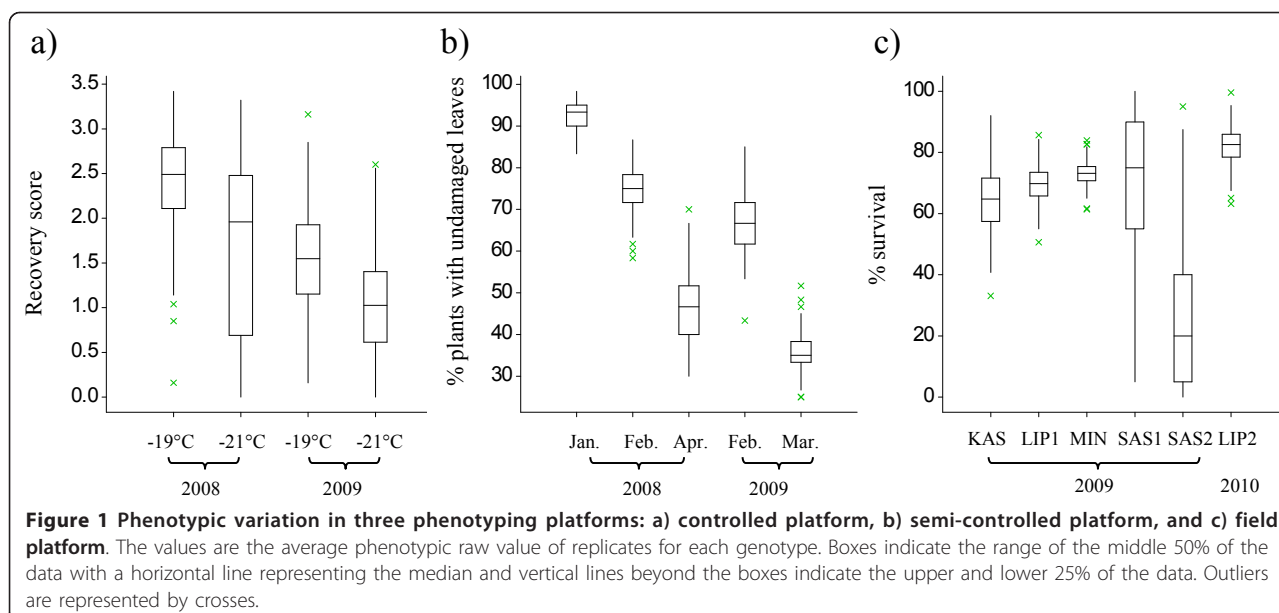 a)
Recovery score
3.5
3.0
2.5
2.0
1.5
1.0
0.5
0.0
-19°C -21°C -19°C -21°C
2008 2009
b)
% plants with undamaged leaves
100
90
80
70
60
50
40
30
Jan. Feb. Apr. Feb. Mar.
2008 2009
c)
% survival
100
80
60
40
20
0
KAS LIP1 MIN SAS1 SAS2 LIP2
2009 2010
Figure 1 Phenotypic variation in three phenotyping platforms: a) controlled platform, b) semi-controlled platform, and c) field
platform. The values are the average phenotypic raw value of replicates for each genotype. Boxes indicate the range of the middle 50% of the
data with a horizontal line representing the median and vertical lines beyond the boxes indicate the upper and lower 25% of the data. Outliers
are represented by crosses.